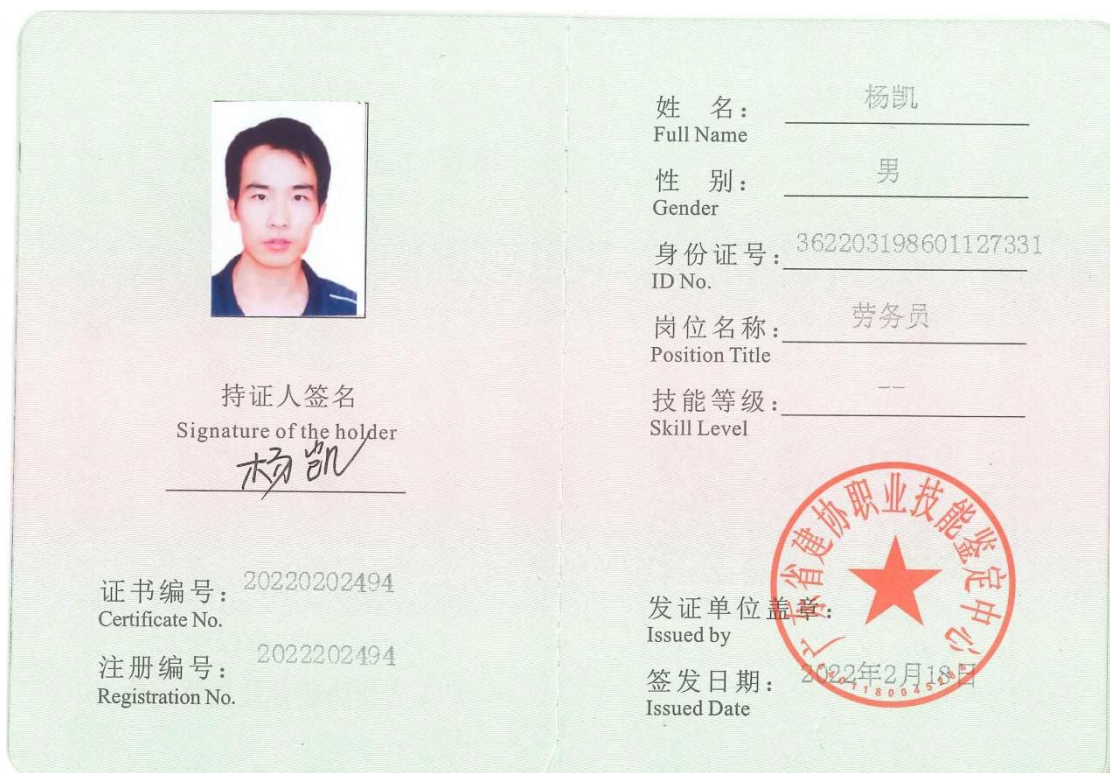 持证人签名
Signature of the holder
杨凯
证书编号：20220202494
Certificate No.
注册编号：2022202494
Registration No.
姓 名：杨凯
Full Name
性 别：男
Gender
身份证号：362203198601127331
ID No.
岗位名称：劳务员
Position Title
技能等级：--
Skill Level
广东省建协职业技能鉴定中心
发证单位盖章：
Issued by
签发日期：2022年2月18日
Issued Date